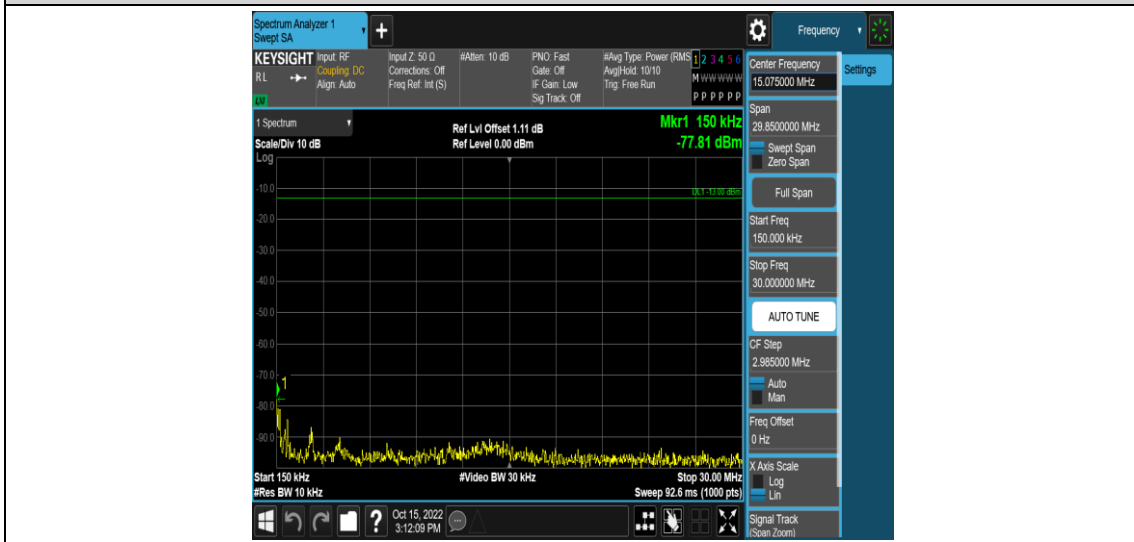 Spectrum Analyzer 1
Swept SA
+
Frequency
KEYSIGHT
RL
LXI
Input: RF
Coupling: DC
Align: Auto
Input Z: 50 Ω
Corrections: Off
Freq Ref: Int (S)
#Atten: 10 dB
PNO: Fast
Gate: Off
IF Gain: Low
Sig Track: Off
#Avg Type: Power (RMS
Avg|Hold: 10/10
Trig: Free Run
1 2 3 4 5 6
M W W W W W
P P P P P P
1 Spectrum
Scale/Div 10 dB
Ref Lvl Offset 1.11 dB
Ref Level 0.00 dBm
Mkr1 150 kHz
-77.81 dBm
Log
DL1 -13.00 dBm
-10.0
-20.0
-30.0
-40.0
-50.0
-60.0
-70.0
1
-80.0
-90.0
Start 150 kHz
#Video BW 30 kHz
Stop 30.00 MHz
#Res BW 10 kHz
Sweep 92.6 ms (1000 pts)
?
Oct 15, 2022
3:12:09 PM
Center Frequency
15.075000 MHz
Settings
Span
29.8500000 MHz
Swept Span
Zero Span
Full Span
Start Freq
150.000 kHz
Stop Freq
30.000000 MHz
AUTO TUNE
CF Step
2.985000 MHz
Auto
Man
Freq Offset
0 Hz
X Axis Scale
Log
Lin
Signal Track
(Span Zoom)